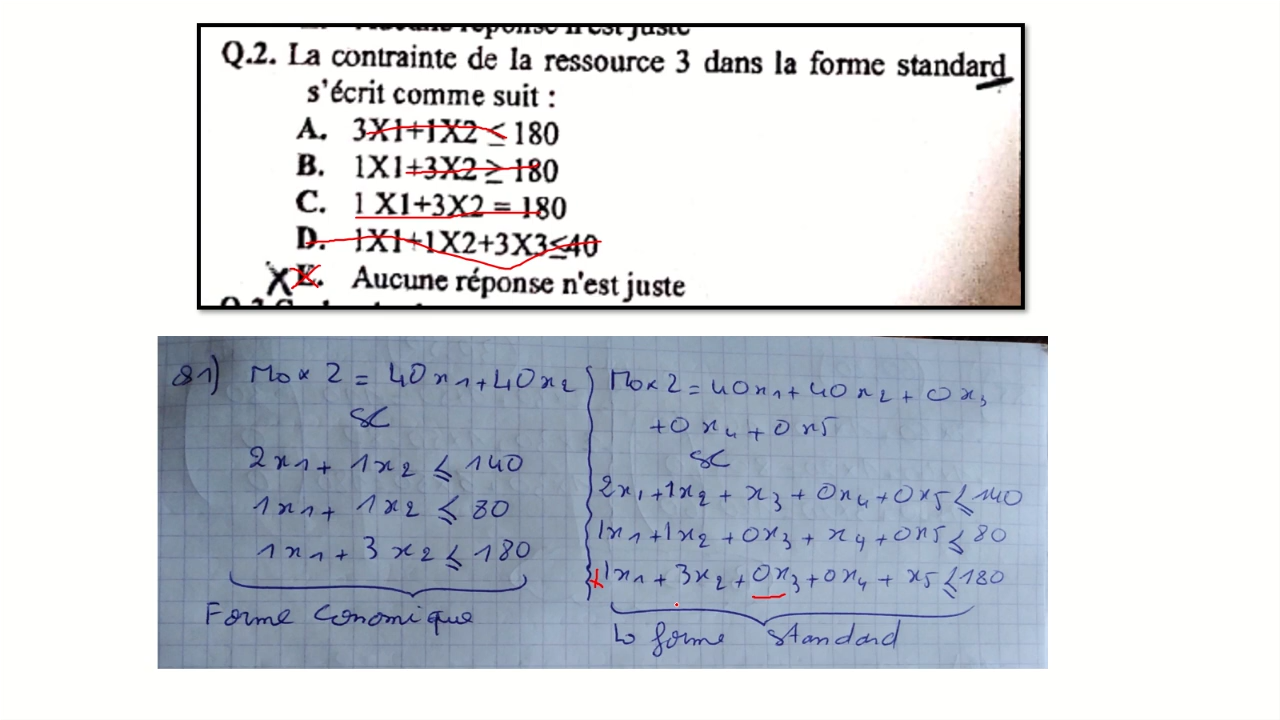 Q.2. La contrainte de la ressource 3 dans la forme standard
s'écrit comme suit :
A. 3X1+1X2 ≤ 180
B. 1X1+3X2 ≥ 180
C. 1 X1+3X2 = 180
D. 1X1+1X2+3X3≤40
X E. Aucune réponse n'est juste
81) Max Z = 40x1+40x2
SC
2x1+ 1x2 ≤ 140
1x1+ 1x2 ≤ 80
1x1+ 3x2 ≤ 180
Forme Canonique
Max Z = 40x1+40x2+0x3
+0x4+0x5
SC
2x1+1x2+x3+0x4+0x5≤140
1x1+1x2+0x3+x4+0x5≤80
1x1+3x2+0x3+0x4+x5≤180
↳ forme standard